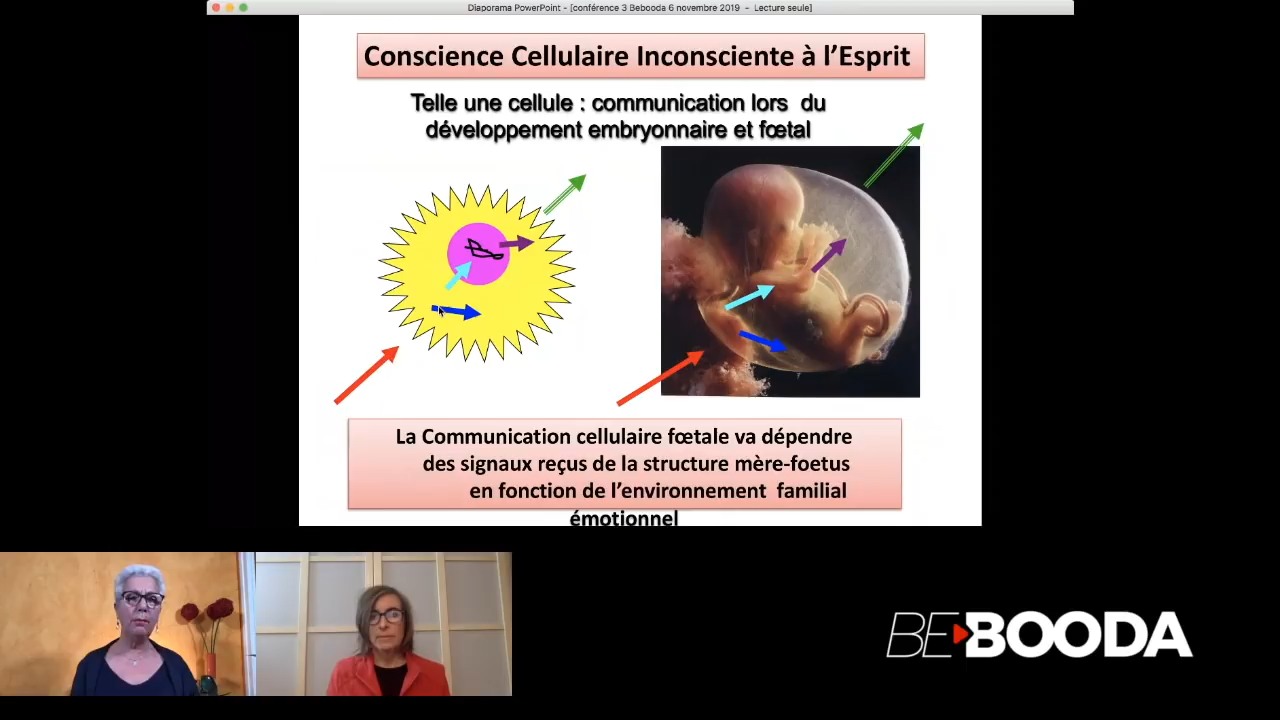 Diaporama PowerPoint - [conférence 3 Bebooda 6 novembre 2019 – Lecture seule]
Conscience Cellulaire Inconsciente à l’Esprit
Telle une cellule : communication lors du
développement embryonnaire et fœtal
La Communication cellulaire fœtale va dépendre
des signaux reçus de la structure mère-foetus
en fonction de l’environnement familial
émotionnel
BEBOODA